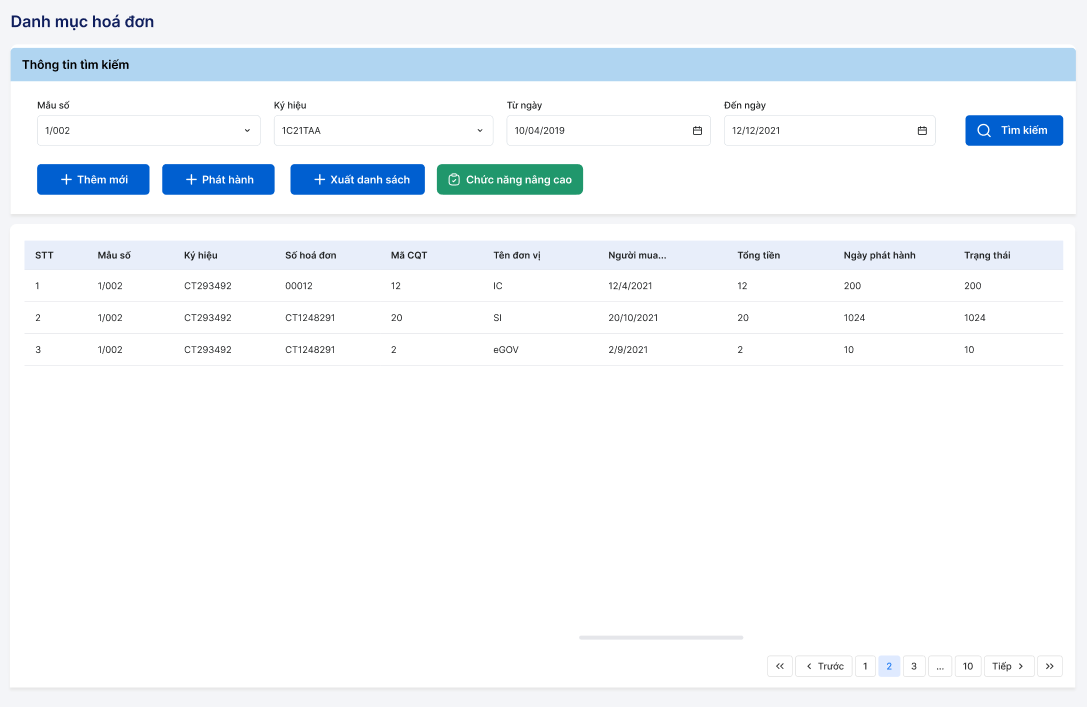 Danh mục hoá đơn
Thông tin tìm kiếm
Mẫu số Ký hiệu Từ ngày Đến ngày
1/002 1C21TAA 10/04/2019 12/12/2021 Tìm kiếm
Thêm mới Phát hành Xuất danh sách Chức năng nâng cao
STT Mẫu số Ký hiệu Số hoá đơn Mã CQT Tên đơn vị Người mua... Tổng tiền Ngày phát hành Trạng thái
1 1/002 CT293492 00012 12 IC 12/4/2021 12 200 200
2 1/002 CT293492 CT1248291 20 SI 20/10/2021 20 1024 1024
3 1/002 CT293492 CT1248291 2 eGOV 2/9/2021 2 10 10
<< < Trước 1 2 3 ... 10 Tiếp > >>